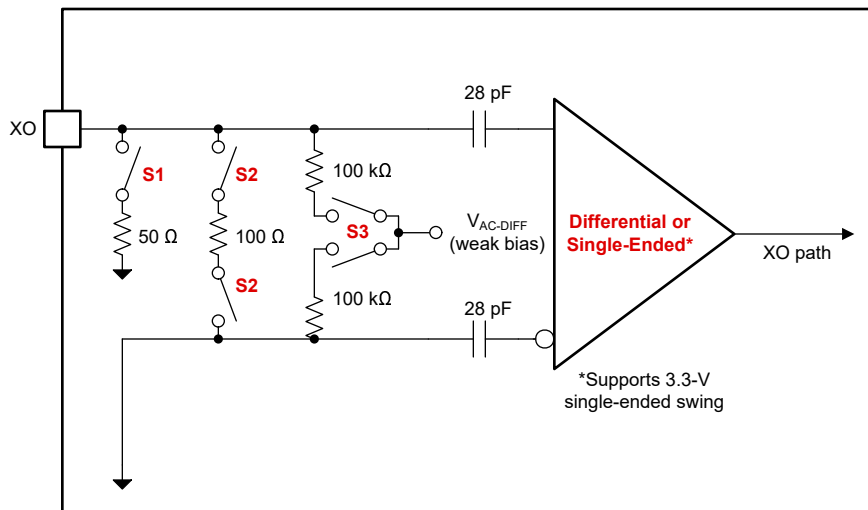 28 pF
XO
S1
S2
100 kΩ
50 Ω
100 Ω
S3
V_AC-DIFF
(weak bias)
Differential or
Single-Ended*
XO path
S2
100 kΩ
28 pF
*Supports 3.3-V
single-ended swing